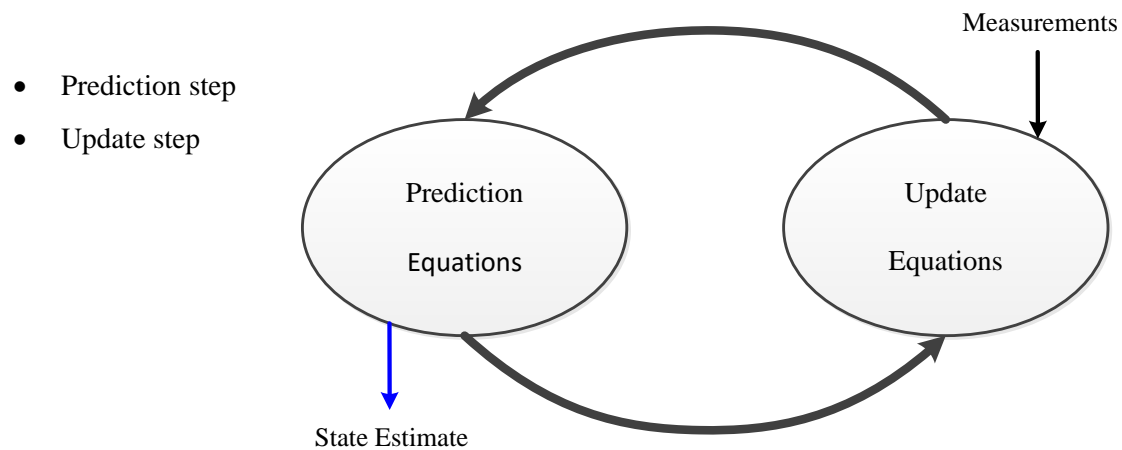 Measurements
• Prediction step
• Update step
Prediction
Equations
Update
Equations
State Estimate